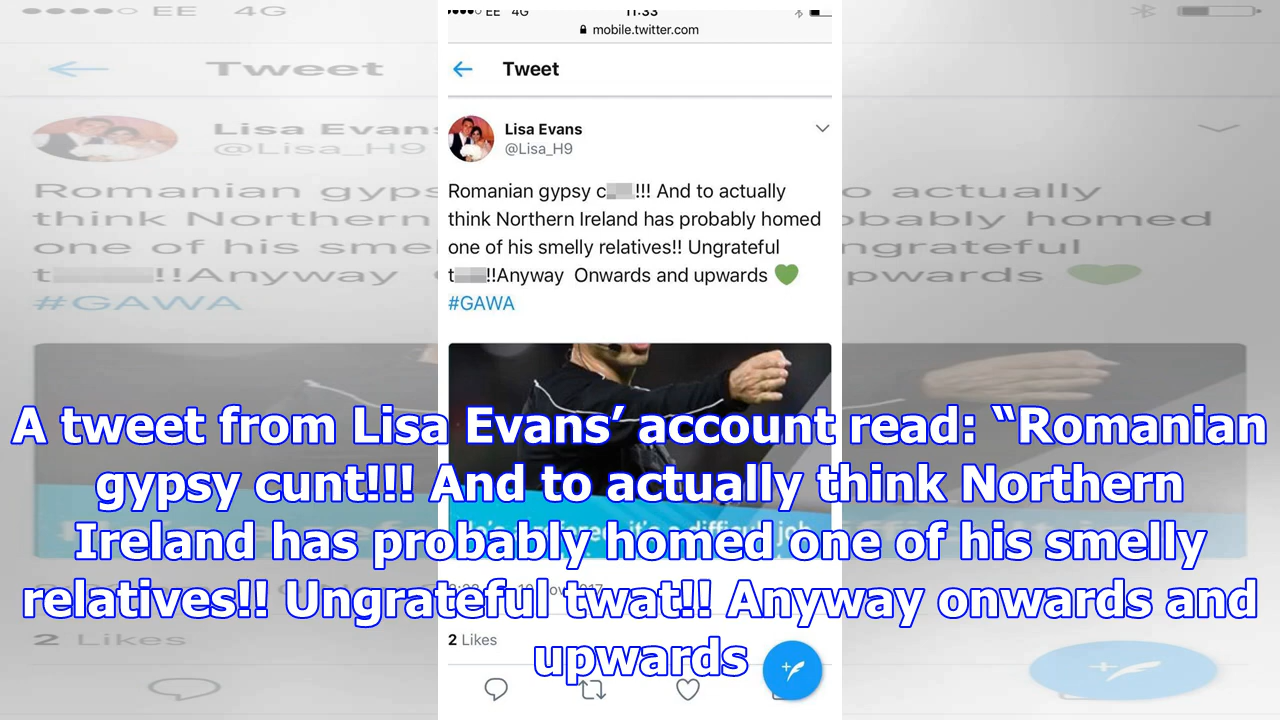 EE 4G
11:33
mobile.twitter.com
Tweet
Lisa Evans
@Lisa_H9
Romanian gypsy c!!! And to actually
think Northern Ireland has probably homed
one of his smelly relatives!! Ungrateful
t!!Anyway Onwards and upwards 💚
#GAWA
2 Likes
A tweet from Lisa Evans’ account read: “Romanian
gypsy cunt!!! And to actually think Northern
Ireland has probably homed one of his smelly
relatives!! Ungrateful twat!! Anyway onwards and
upwards